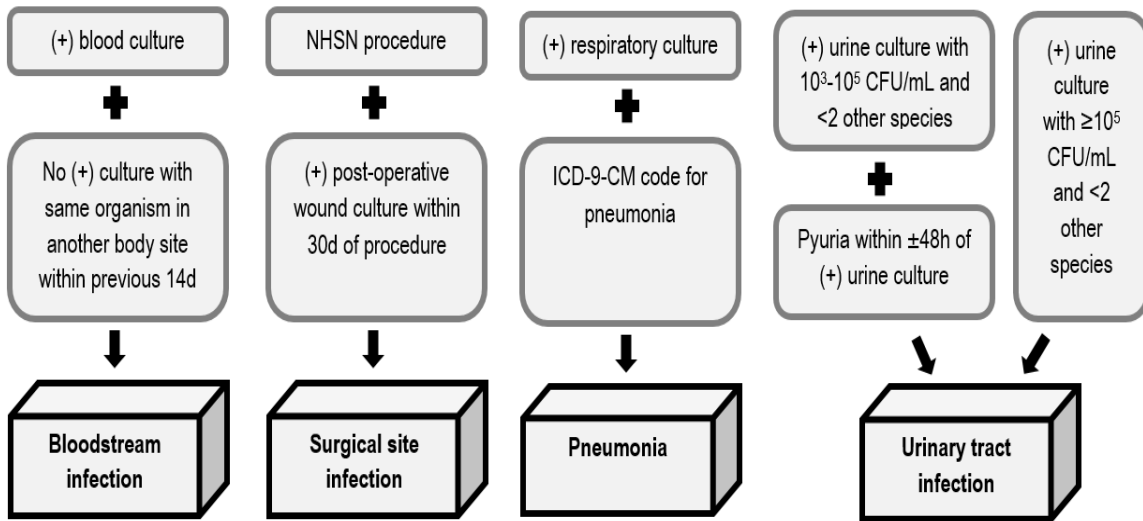 (+) blood culture
No (+) culture with
same organism in
another body site
within previous 14d
Bloodstream
infection
NHSN procedure
(+) post-operative
wound culture within
30d of procedure
Surgical site
infection
(+) respiratory culture
ICD-9-CM code for
pneumonia
Pneumonia
(+) urine culture with
10³-10⁵ CFU/mL and
<2 other species
Pyuria within ±48h of
(+) urine culture
(+) urine
culture
with ≥10⁵
CFU/mL
and <2
other
species
Urinary tract
infection